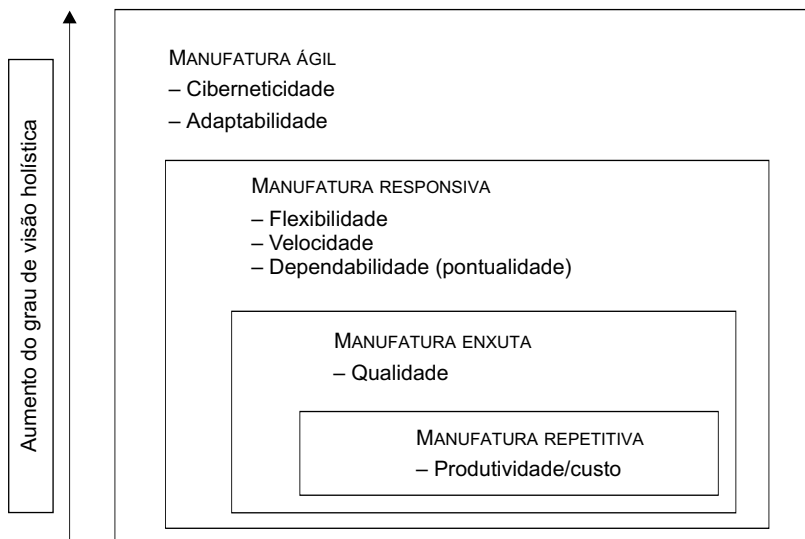 Aumento do grau de visão holística
MANUFATURA ÁGIL
– Ciberneticidade
– Adaptabilidade
MANUFATURA RESPONSIVA
– Flexibilidade
– Velocidade
– Dependabilidade (pontualidade)
MANUFATURA ENXUTA
– Qualidade
MANUFATURA REPETITIVA
– Produtividade/custo